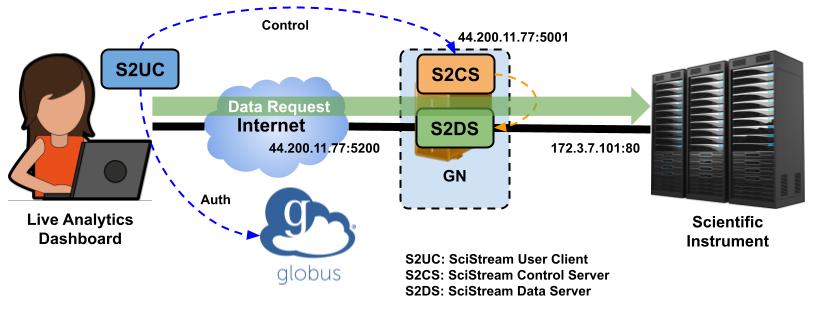 Control
44.200.11.77:5001
S2UC
S2CS
Data Request
Internet
S2DS
44.200.11.77:5200
172.3.7.101:80
GN
Auth
g
globus
Live Analytics
Dashboard
Scientific
Instrument
S2UC: SciStream User Client
S2CS: SciStream Control Server
S2DS: SciStream Data Server